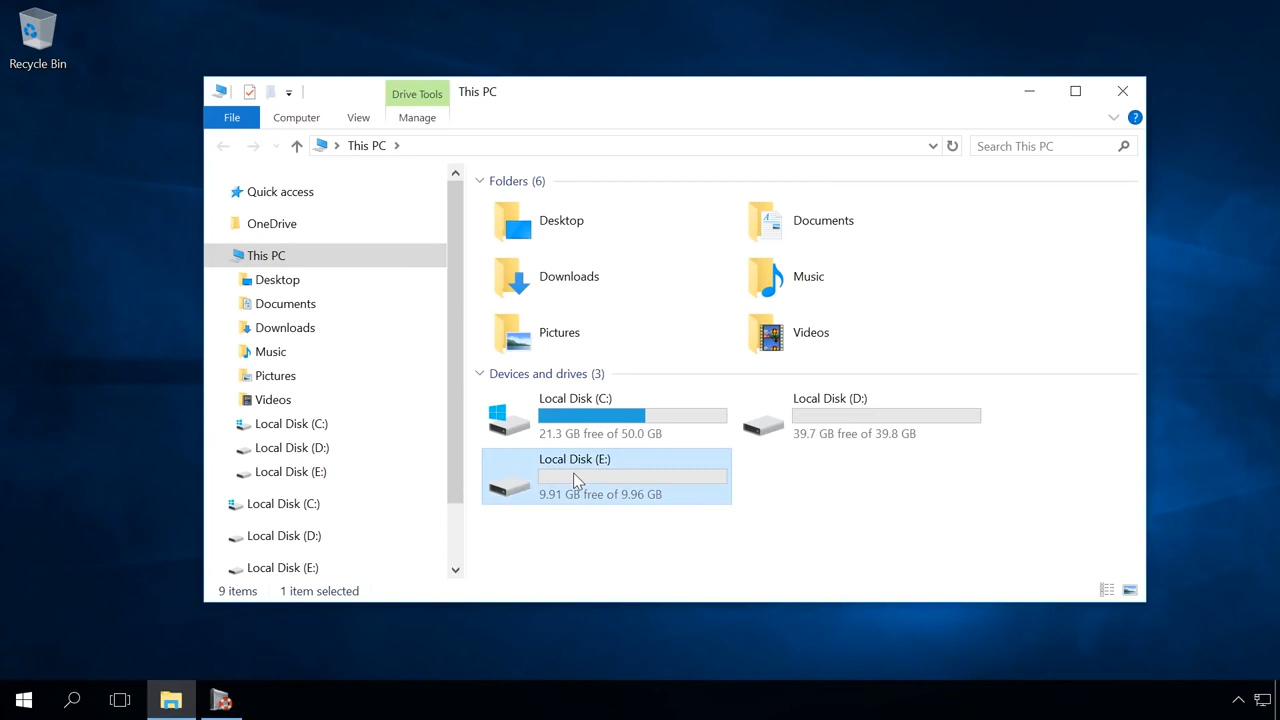 Recycle Bin
Drive Tools
This PC
File
Computer
View
Manage
This PC
Search This PC
Quick access
OneDrive
This PC
Desktop
Documents
Downloads
Music
Pictures
Videos
Local Disk (C:)
Local Disk (D:)
Local Disk (E:)
Local Disk (C:)
Local Disk (D:)
Local Disk (E:)
Folders (6)
Desktop
Documents
Downloads
Music
Pictures
Videos
Devices and drives (3)
Local Disk (C:)
21.3 GB free of 50.0 GB
Local Disk (D:)
39.7 GB free of 39.8 GB
Local Disk (E:)
9.91 GB free of 9.96 GB
9 items
1 item selected